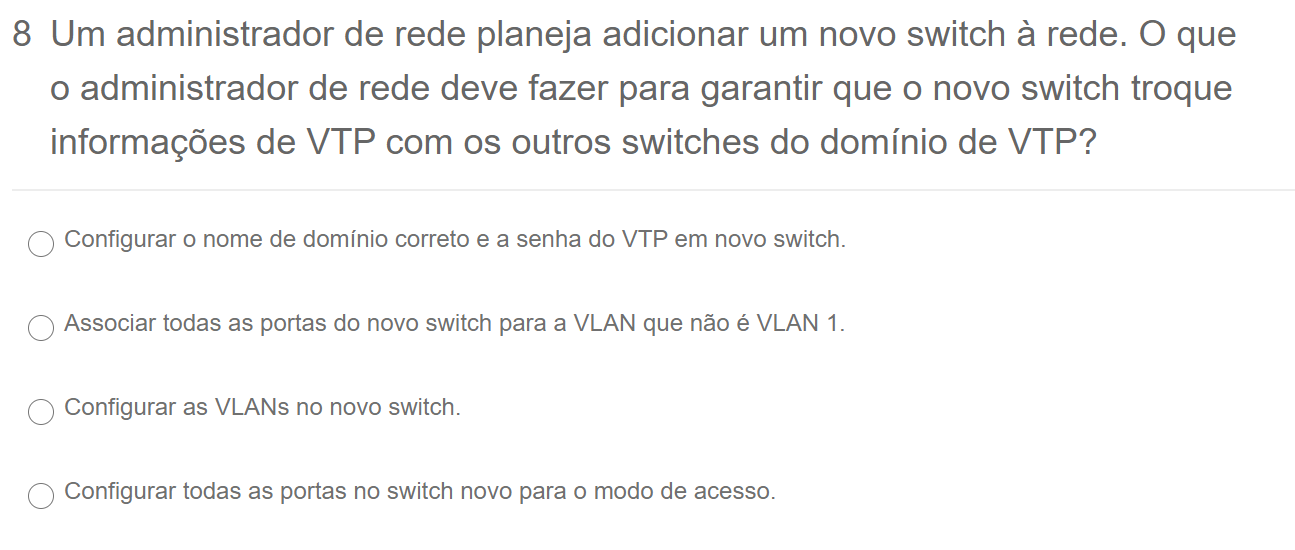 8 Um administrador de rede planeja adicionar um novo switch à rede. O que
o administrador de rede deve fazer para garantir que o novo switch troque
informações de VTP com os outros switches do domínio de VTP?
Configurar o nome de domínio correto e a senha do VTP em novo switch.
Associar todas as portas do novo switch para a VLAN que não é VLAN 1.
Configurar as VLANs no novo switch.
Configurar todas as portas no switch novo para o modo de acesso.